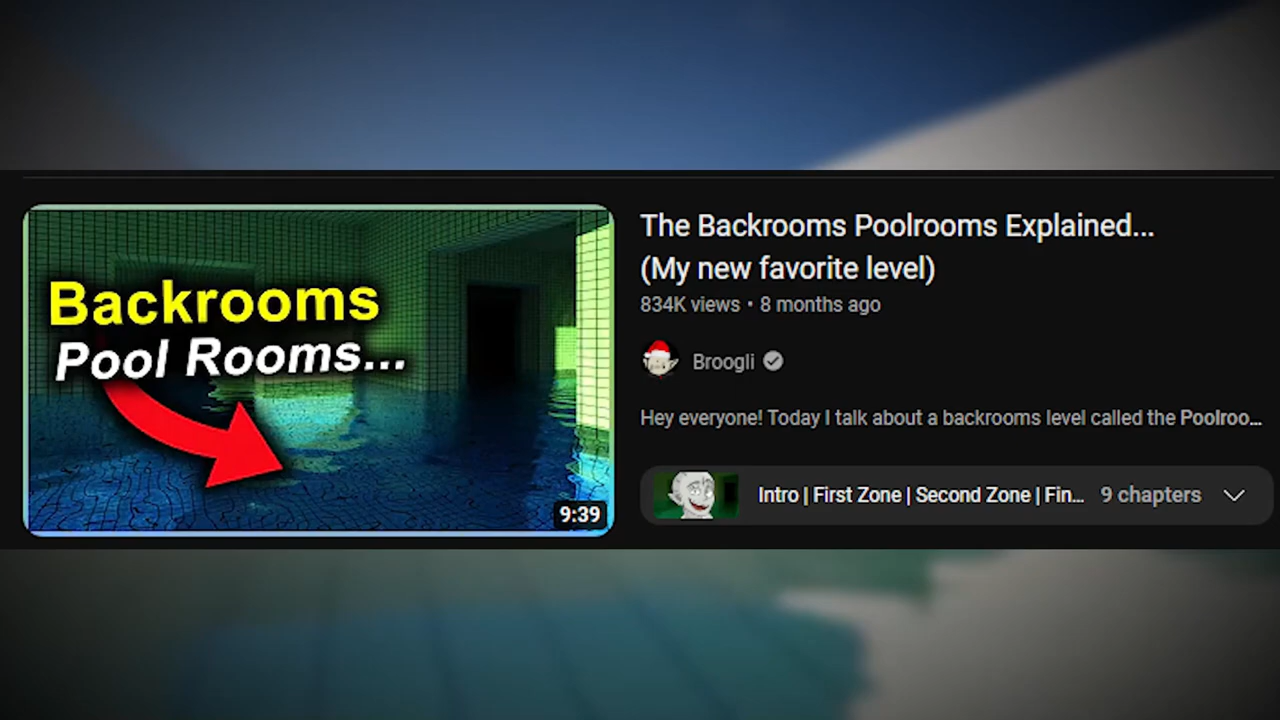 Backrooms
Pool Rooms...
9:39
The Backrooms Poolrooms Explained...
(My new favorite level)
834K views • 8 months ago
Broogli
Hey everyone! Today I talk about a backrooms level called the Poolroo...
Intro | First Zone | Second Zone | Fin... 9 chapters